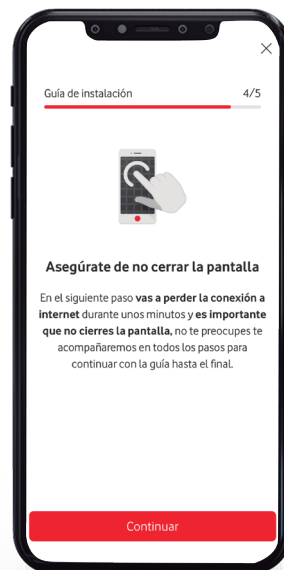 Guía de instalación 4/5
Asegúrate de no cerrar la pantalla
En el siguiente paso vas a perder la conexión a
internet durante unos minutos y es importante
que no cierres la pantalla, no te preocupes te
acompañaremos en todos los pasos para
continuar con la guía hasta el final.
Continuar